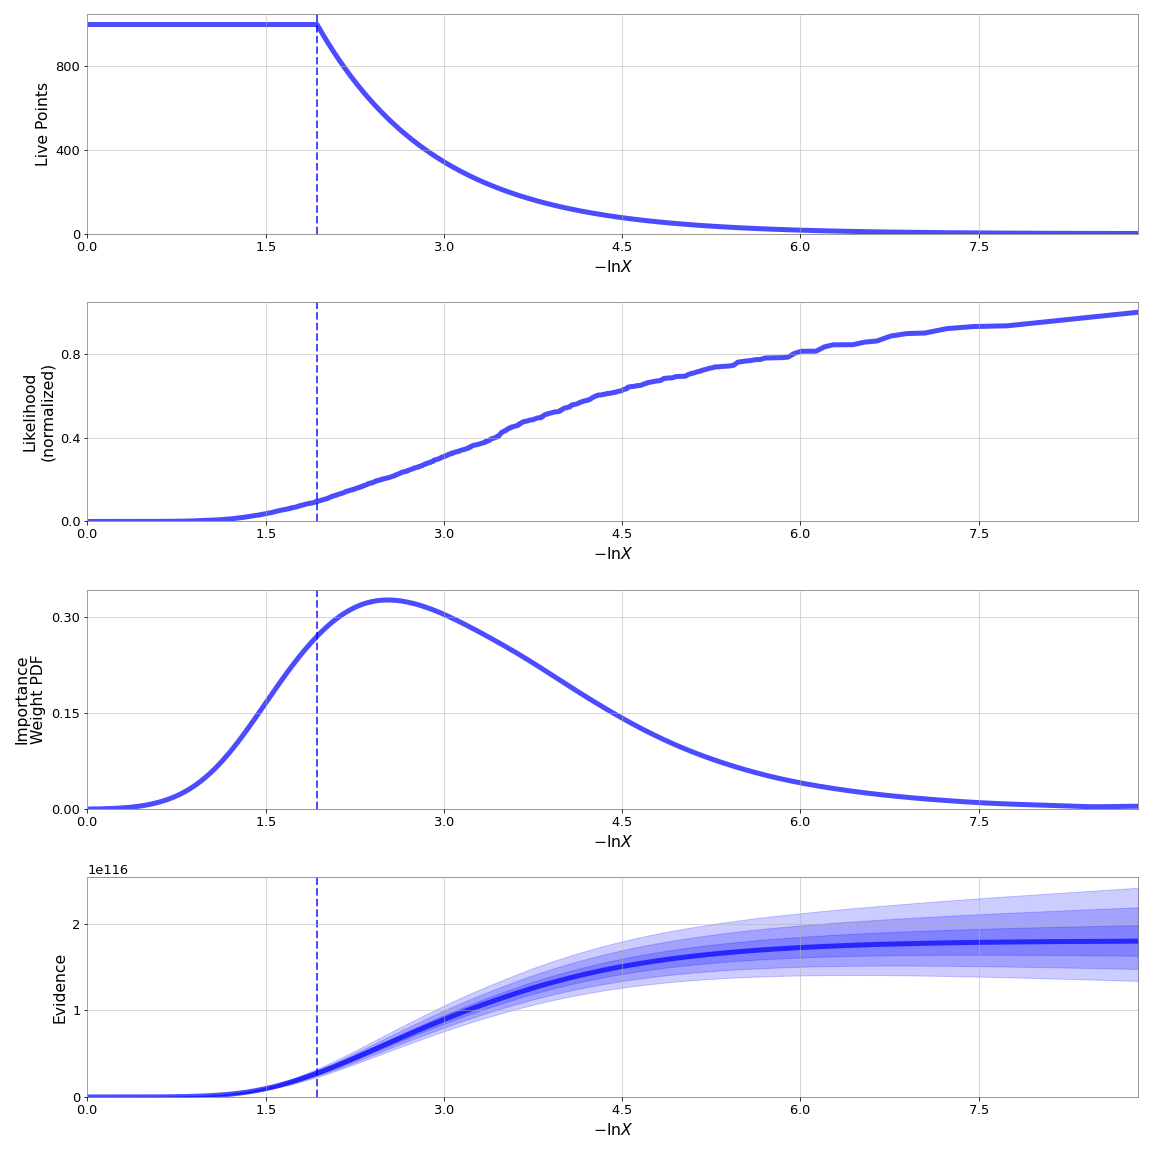 Live Points
800
400
0
0.0 1.5 3.0 4.5 6.0 7.5
−lnX
Likelihood
(normalized)
0.8
0.4
0.0
0.0 1.5 3.0 4.5 6.0 7.5
−lnX
Importance
Weight PDF
0.30
0.15
0.00
0.0 1.5 3.0 4.5 6.0 7.5
−lnX
1e116
Evidence
2
1
0
0.0 1.5 3.0 4.5 6.0 7.5
−lnX